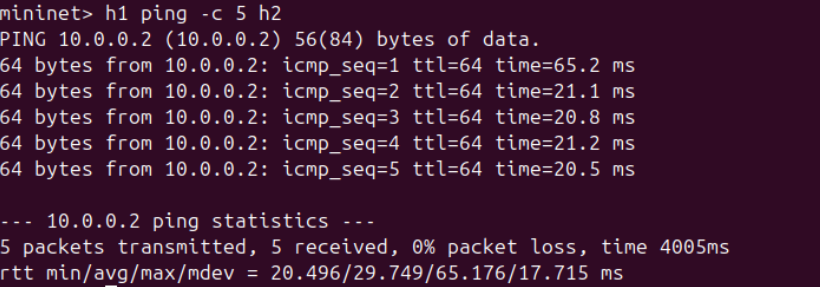 mininet> h1 ping -c 5 h2
PING 10.0.0.2 (10.0.0.2) 56(84) bytes of data.
64 bytes from 10.0.0.2: icmp_seq=1 ttl=64 time=65.2 ms
64 bytes from 10.0.0.2: icmp_seq=2 ttl=64 time=21.1 ms
64 bytes from 10.0.0.2: icmp_seq=3 ttl=64 time=20.8 ms
64 bytes from 10.0.0.2: icmp_seq=4 ttl=64 time=21.2 ms
64 bytes from 10.0.0.2: icmp_seq=5 ttl=64 time=20.5 ms
--- 10.0.0.2 ping statistics ---
5 packets transmitted, 5 received, 0% packet loss, time 4005ms
rtt min/avg/max/mdev = 20.496/29.749/65.176/17.715 ms